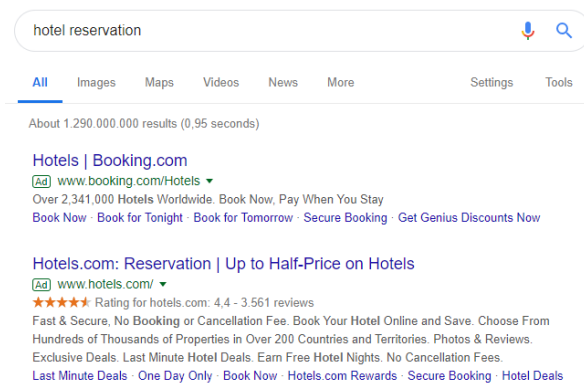 hotel reservation
All Images Maps Videos News More Settings Tools
About 1.290.000.000 results (0,95 seconds)
Hotels | Booking.com
Ad www.booking.com/Hotels
Over 2,341,000 Hotels Worldwide. Book Now, Pay When You Stay
Book Now · Book for Tonight · Book for Tomorrow · Secure Booking · Get Genius Discounts Now
Hotels.com: Reservation | Up to Half-Price on Hotels
Ad www.hotels.com/
Rating for hotels.com: 4,4 - 3.561 reviews
Fast & Secure, No Booking or Cancellation Fee. Book Your Hotel Online and Save. Choose From
Hundreds of Thousands of Properties in Over 200 Countries and Territories. Photos & Reviews.
Exclusive Deals. Last Minute Hotel Deals. Earn Free Hotel Nights. No Cancellation Fees.
Last Minute Deals · One Day Only · Book Now · Hotels.com Rewards · Secure Booking · Hotel Deals